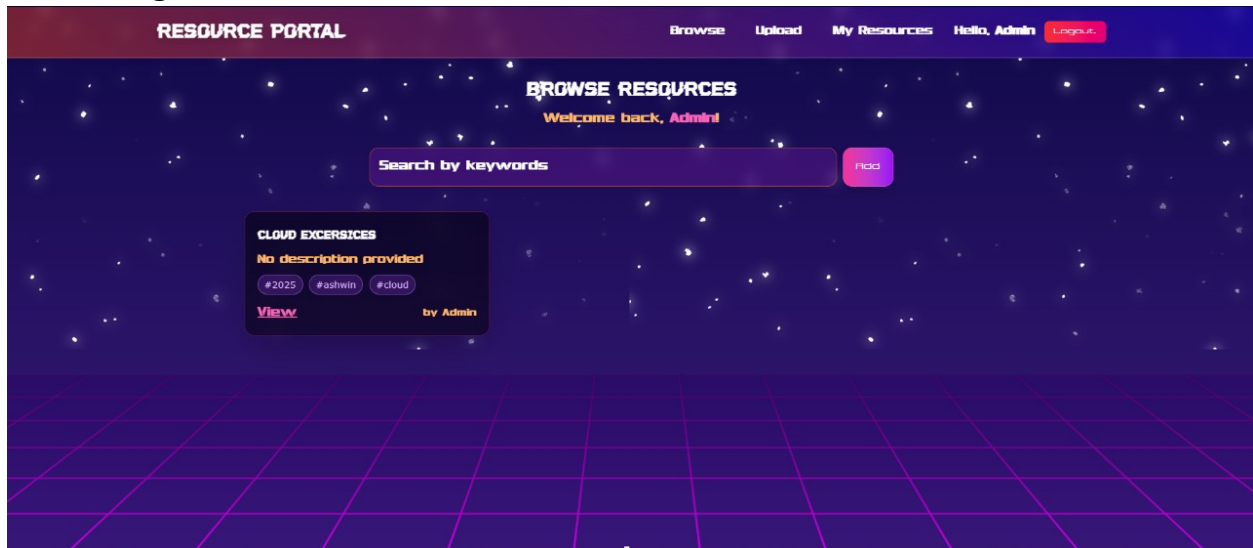 RESOURCE PORTAL Browse Upload My Resources Hello, Admin Logout
BROWSE RESOURCES
Welcome back, Admin!
Search by keywords Add
CLOUD EXCERSICES
No description provided
#2025 #ashwin #cloud
View by Admin